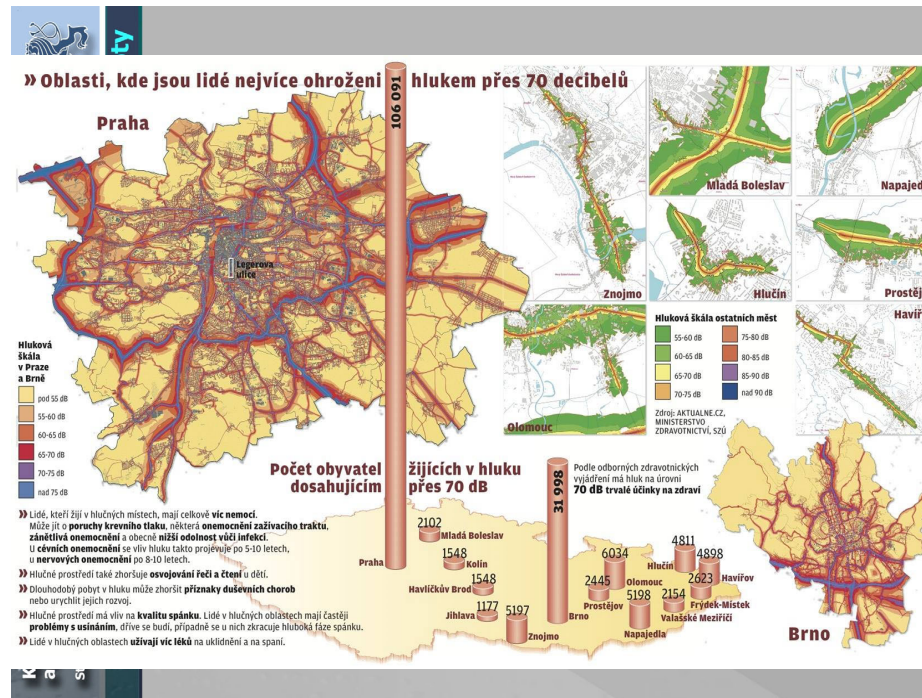 ty
» Oblasti, kde jsou lidé nejvíce ohroženi hlukem přes 70 decibelů
Praha
106 091
Legerova
ulice
Znojmo
Mladá Boleslav
Napajed
Hlučín
Prostěj
Havíř
Olomouc
Hluková škála ostatních měst
55-60 dB
60-65 dB
65-70 dB
70-75 dB
75-80 dB
80-85 dB
85-90 dB
nad 90 dB
Zdroj: AKTUALNE.CZ,
MINISTERSTVO
ZDRAVOTNICTVÍ, SZÚ
Hluková
škála
v Praze
a Brně
pod 55 dB
55-60 dB
60-65 dB
65-70 dB
70-75 dB
nad 75 dB
Počet obyvatel žijících v hluku
dosahujícím přes 70 dB
31 998
Podle odborných zdravotnických
vyjádření má hluk na úrovni
70 dB trvalé účinky na zdraví
» Lidé, kteří žijí v hlučných místech, mají celkově víc nemocí.
Může jít o poruchy krevního tlaku, některá onemocnění zažívacího traktu,
zánětlivá onemocnění a obecně nižší odolnost vůči infekci.
U cévních onemocnění se vliv hluku takto projevuje po 5-10 letech,
u nervových onemocnění po 8-10 letech.
» Hlučné prostředí také zhoršuje osvojování řeči a čtení u dětí.
» Dlouhodobý pobyt v hluku může zhoršit příznaky duševních chorob
nebo urychlit jejich rozvoj.
» Hlučné prostředí má vliv na kvalitu spánku. Lidé v hlučných oblastech mají častěji
problémy s usínáním, dříve se budí, případně se u nich zkracuje hluboká fáze spánku.
» Lidé v hlučných oblastech užívají víc léků na uklidnění a na spaní.
Praha
2102
Mladá Boleslav
1548
Kolín
1548
Havlíčkův Brod
1177
Jihlava
5197
Znojmo
Brno
2445
Prostějov
6034
Olomouc
5198
Napajedla
2154
Valašské Meziříčí
4811
Hlučín
2623
Frýdek-Místek
4898
Havířov
Brno
K
a
st